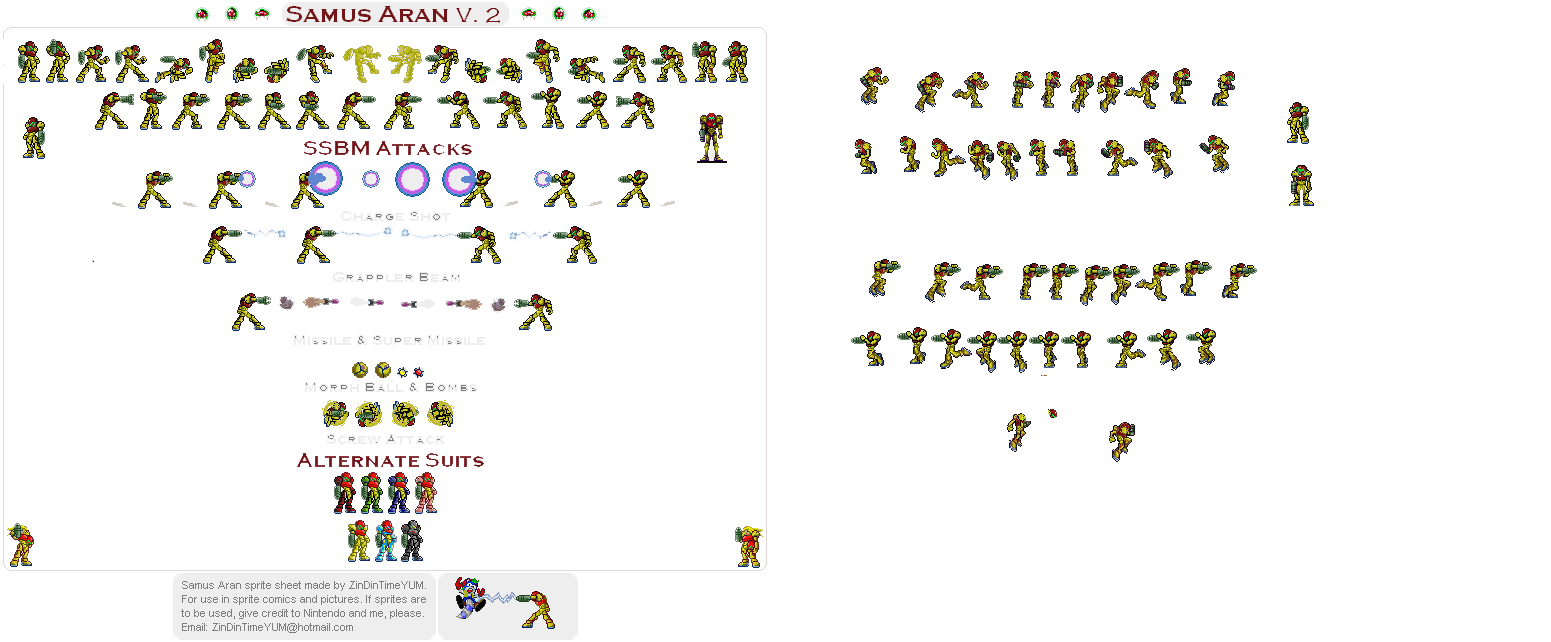 Samus Aran V. 2
SSBM Attacks
Charge Shot
Grappler Beam
Missile & Super Missile
Morph Ball & Bombs
Screw Attack
Alternate Suits
Samus Aran sprite sheet made by ZinDinTimeYUM.
For use in sprite comics and pictures. If sprites are
to be used, give credit to Nintendo and me, please.
Email: ZinDinTimeYUM@hotmail.com